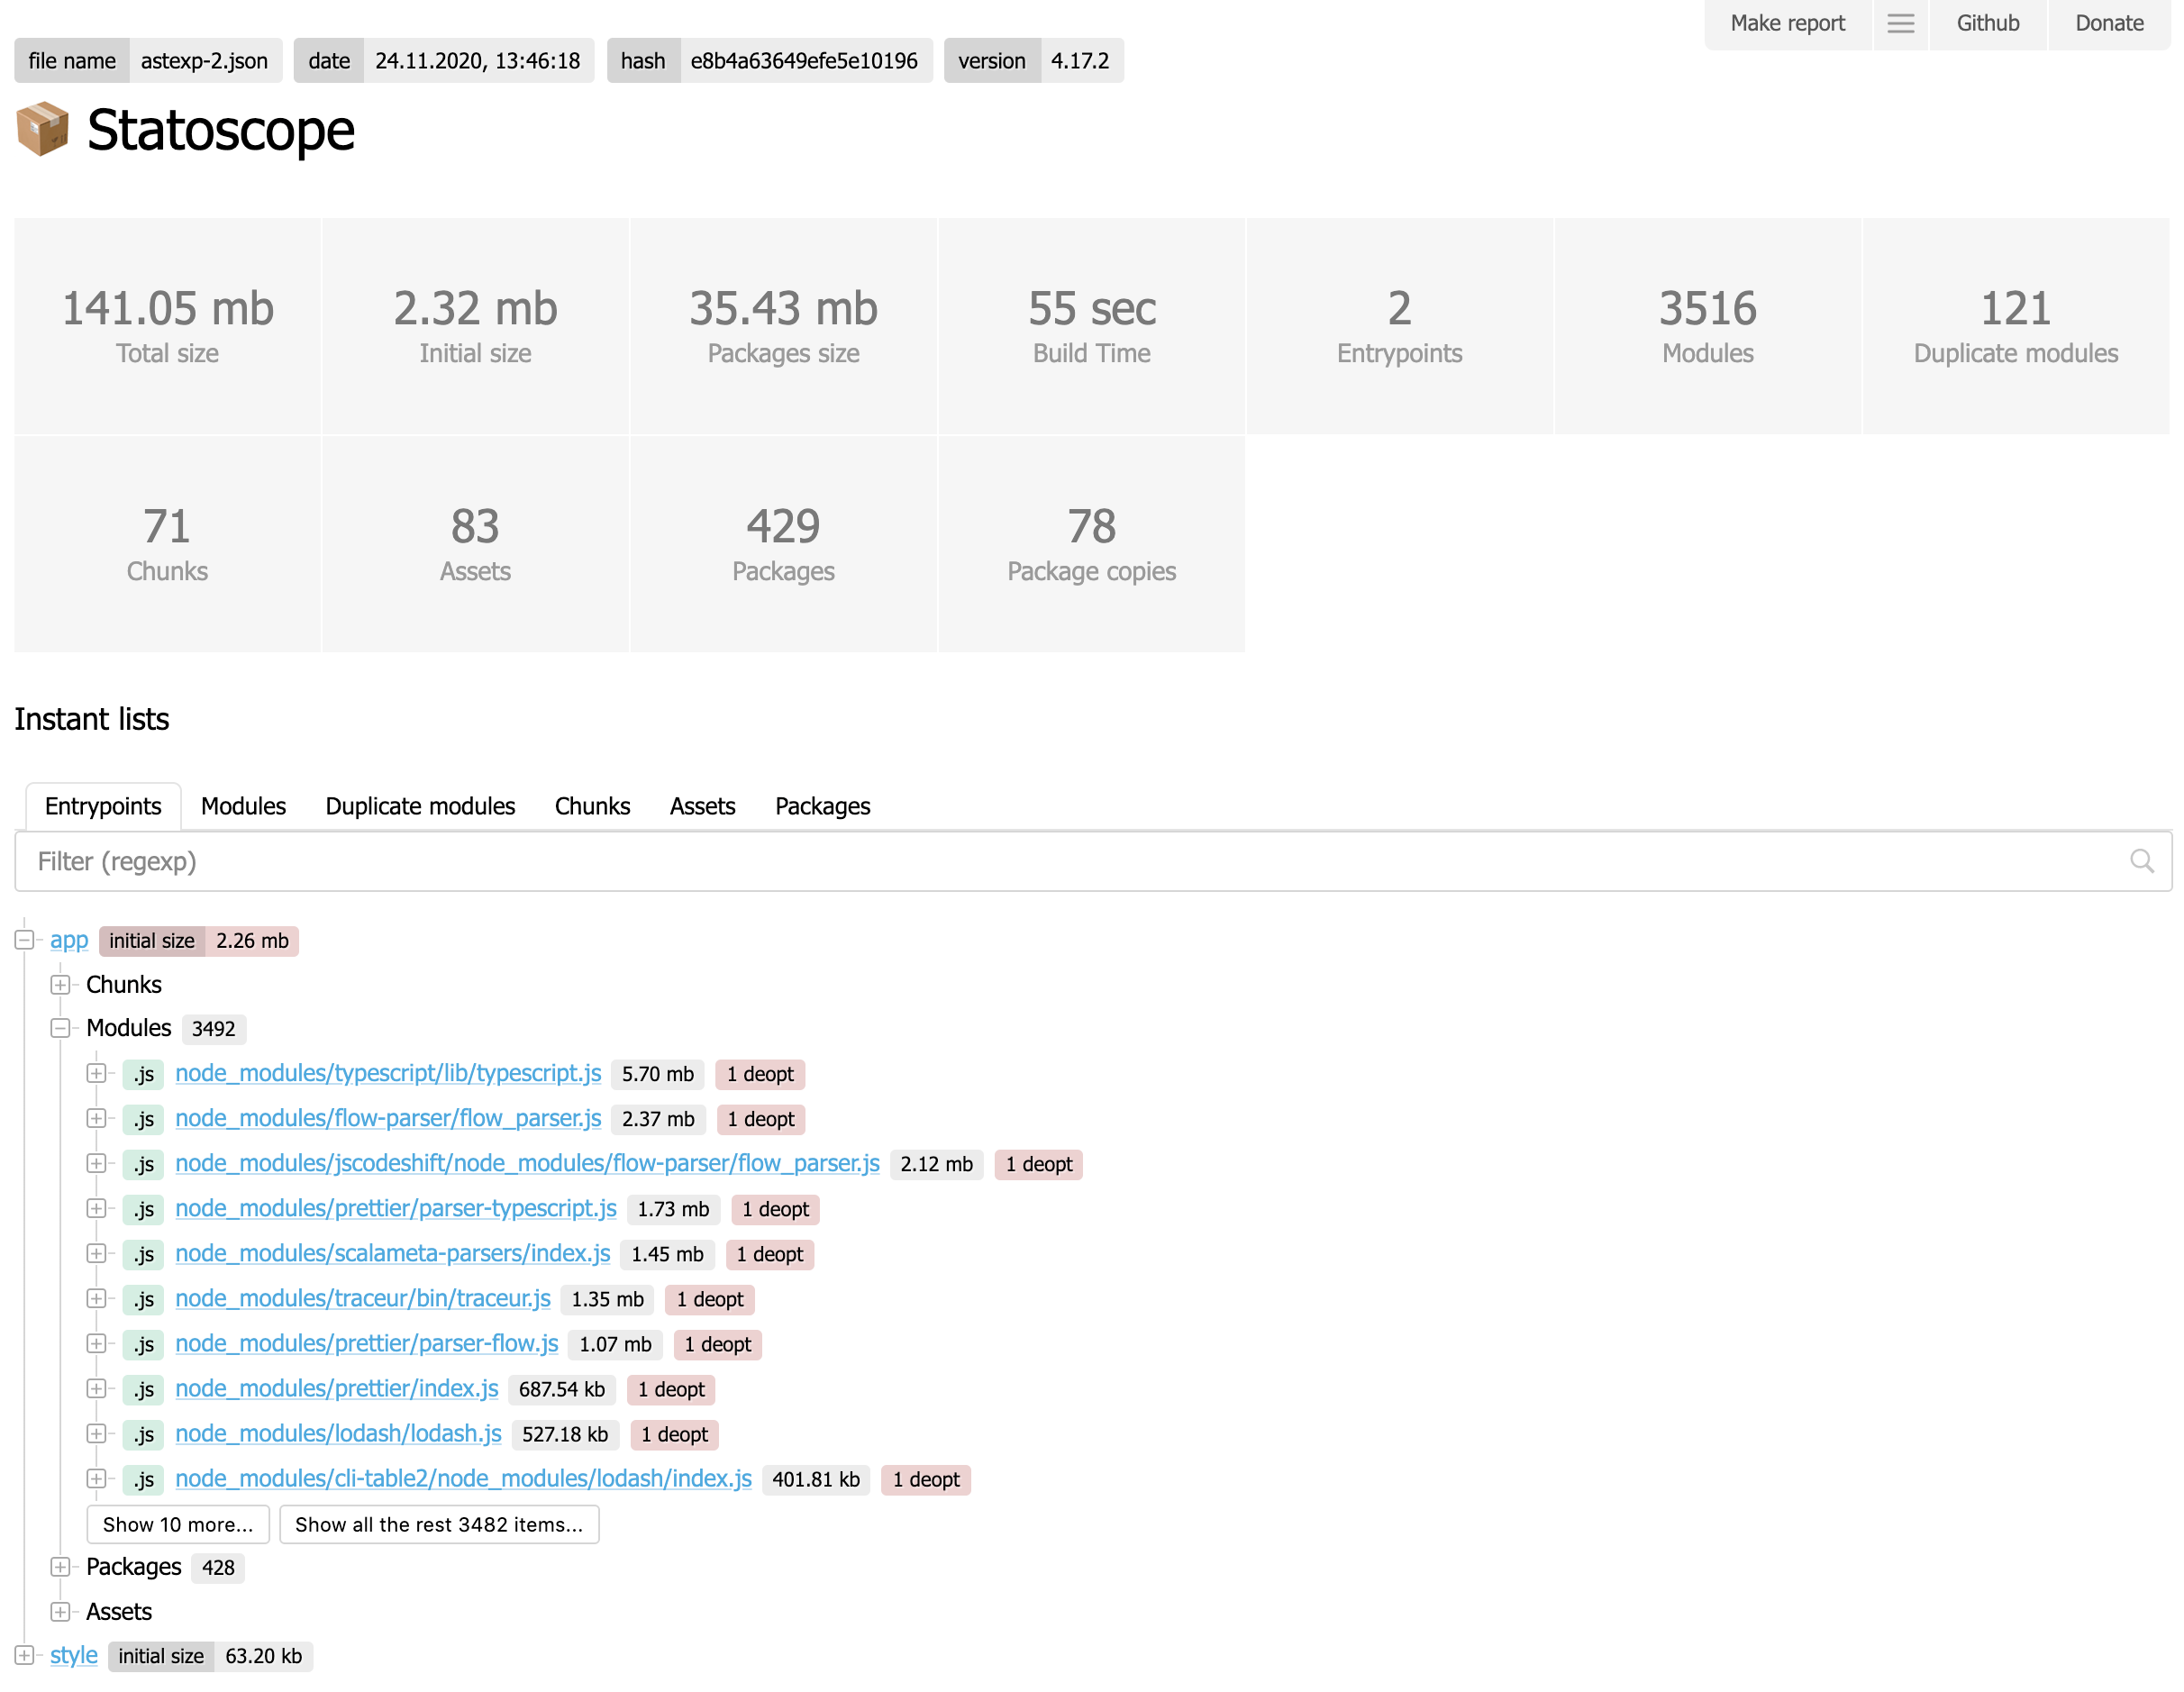 Make report Github Donate
file name astexp-2.json date 24.11.2020, 13:46:18 hash e8b4a63649efe5e10196 version 4.17.2
Statoscope
141.05 mb 2.32 mb 35.43 mb 55 sec 2 3516 121
Total size Initial size Packages size Build Time Entrypoints Modules Duplicate modules
71 83 429 78
Chunks Assets Packages Package copies
Instant lists
Entrypoints Modules Duplicate modules Chunks Assets Packages
Filter (regexp)
app initial size 2.26 mb
Chunks
Modules 3492
.js node_modules/typescript/lib/typescript.js 5.70 mb 1 deopt
.js node_modules/flow-parser/flow_parser.js 2.37 mb 1 deopt
.js node_modules/jscodeshift/node_modules/flow-parser/flow_parser.js 2.12 mb 1 deopt
.js node_modules/prettier/parser-typescript.js 1.73 mb 1 deopt
.js node_modules/scalameta-parsers/index.js 1.45 mb 1 deopt
.js node_modules/traceur/bin/traceur.js 1.35 mb 1 deopt
.js node_modules/prettier/parser-flow.js 1.07 mb 1 deopt
.js node_modules/prettier/index.js 687.54 kb 1 deopt
.js node_modules/lodash/lodash.js 527.18 kb 1 deopt
.js node_modules/cli-table2/node_modules/lodash/index.js 401.81 kb 1 deopt
Show 10 more... Show all the rest 3482 items...
Packages 428
Assets
style initial size 63.20 kb